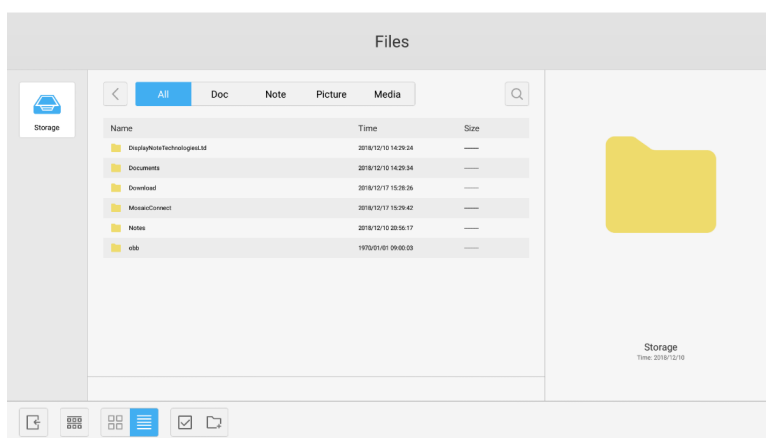 Files
Storage
All Doc Note Picture Media
Name Time Size
DisplayNoteTechnologiesLtd 2018/12/10 14:29:24 —
Documents 2018/12/10 14:29:34 —
Download 2018/12/17 15:28:26 —
MosaicConnect 2018/12/17 15:29:42 —
Notes 2018/12/10 20:56:17 —
obb 1970/01/01 09:00:03 —
Storage
Time: 2018/12/10